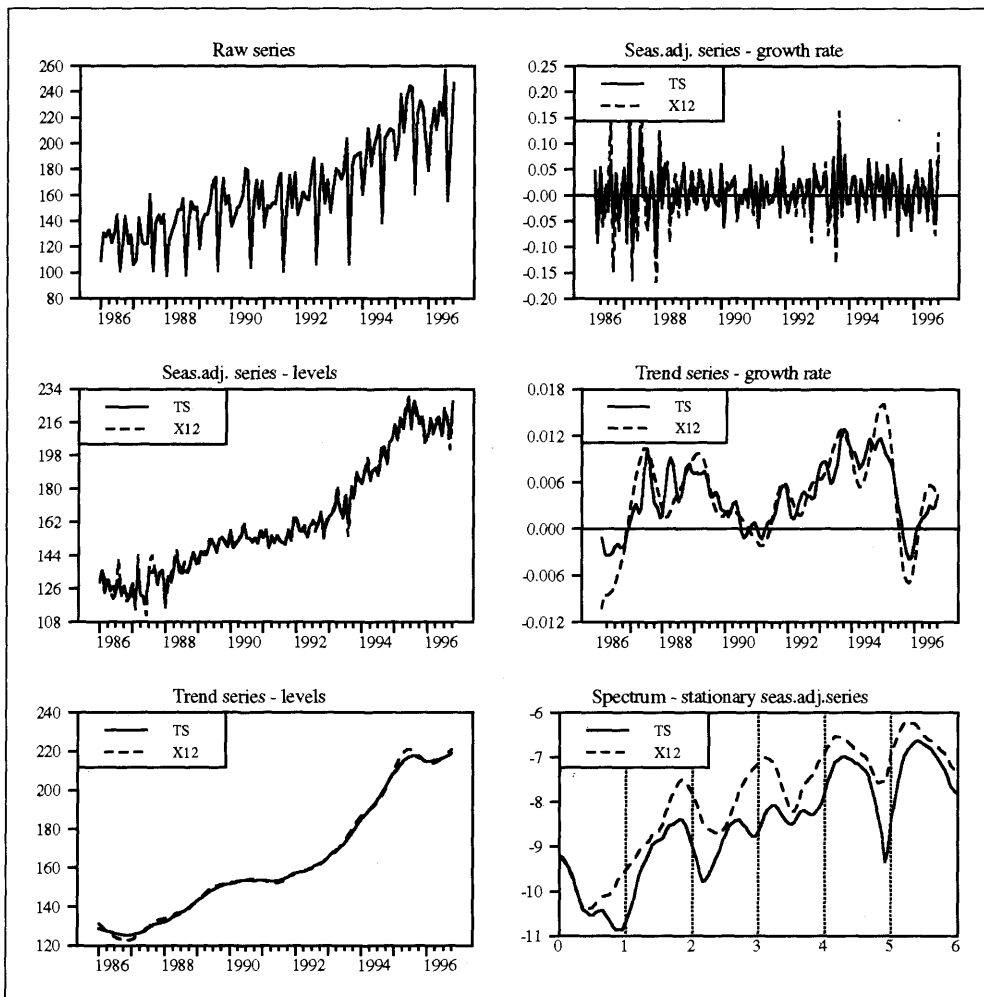 Raw series
260
240
220
200
180
160
140
120
100
80
1986 1988 1990 1992 1994 1996
Seas.adj. series - growth rate
0.25
0.20
0.15
0.10
0.05
-0.00
-0.05
-0.10
-0.15
-0.20
TS
X12
1986 1988 1990 1992 1994 1996
Seas.adj. series - levels
234
216
198
180
162
144
126
108
TS
X12
1986 1988 1990 1992 1994 1996
Trend series - growth rate
0.018
0.012
0.006
0.000
-0.006
-0.012
TS
X12
1986 1988 1990 1992 1994 1996
Trend series - levels
240
220
200
180
160
140
120
TS
X12
1986 1988 1990 1992 1994 1996
Spectrum - stationary seas.adj.series
-6
-7
-8
-9
-10
-11
TS
X12
0 1 2 3 4 5 6